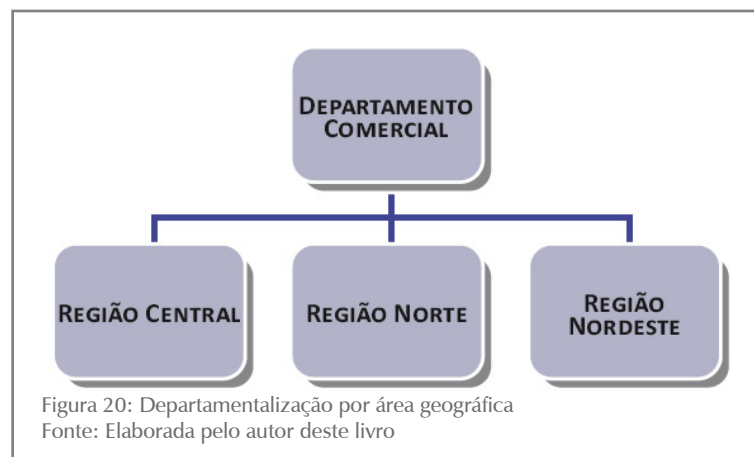 DEPARTAMENTO
COMERCIAL
REGIÃO CENTRAL
REGIÃO NORTE
REGIÃO
NORDESTE
Figura 20: Departamentalização por área geográfica
Fonte: Elaborada pelo autor deste livro